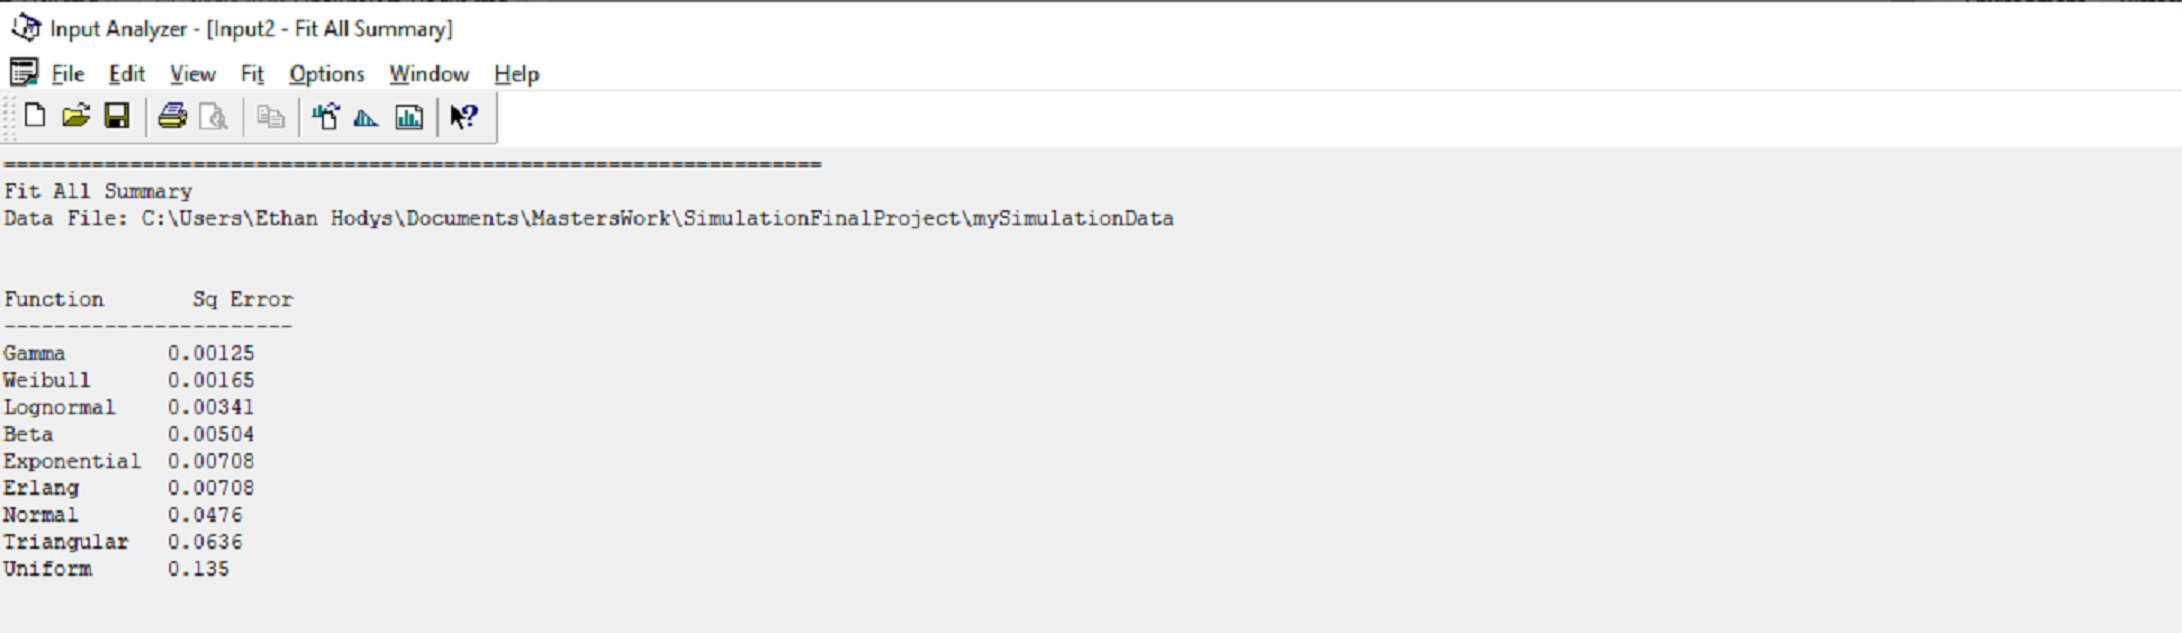 Input Analyzer - [Input2 - Fit All Summary]
File Edit View Fit Options Window Help
==================================================================
Fit All Summary
Data File: C:\Users\Ethan Hodys\Documents\MastersWork\SimulationFinalProject\mySimulationData
Function Sq Error
-----------------------
Gamma 0.00125
Weibull 0.00165
Lognormal 0.00341
Beta 0.00504
Exponential 0.00708
Erlang 0.00708
Normal 0.0476
Triangular 0.0636
Uniform 0.135